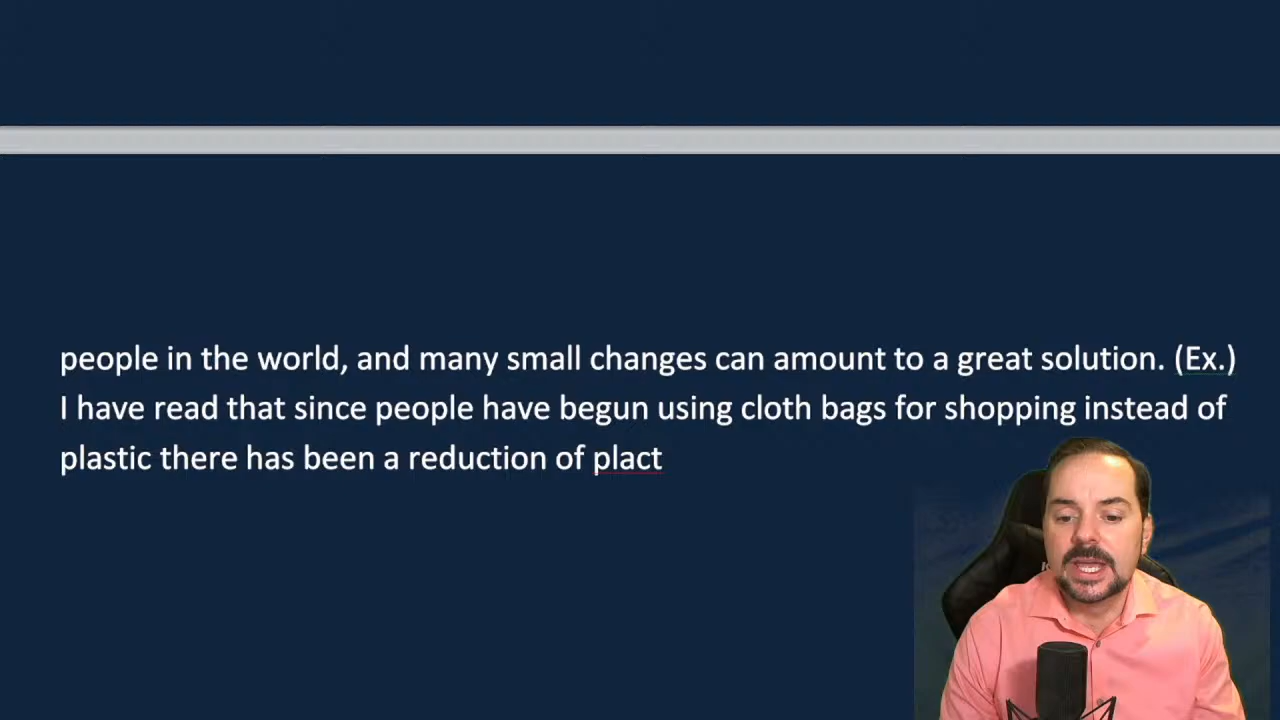 people in the world, and many small changes can amount to a great solution. (Ex.)
I have read that since people have begun using cloth bags for shopping instead of
plastic there has been a reduction of plact